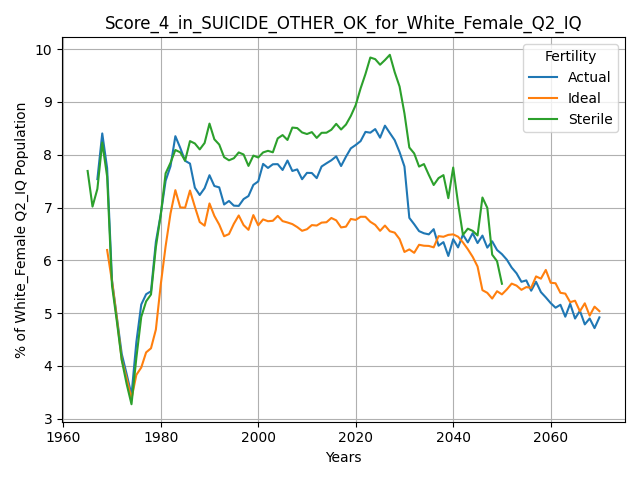 Score_4_in_SUICIDE_OTHER_OK_for_White_Female_Q2_IQ
% of White_Female Q2_IQ Population
10
9
8
7
6
5
4
3
Fertility
Actual
Ideal
Sterile
1960 1980 2000 2020 2040 2060
Years